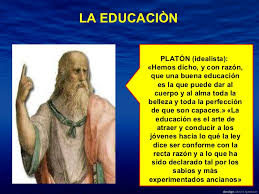 LA EDUCACIÒN
PLATÓN (idealista):
«Hemos dicho, y con razón,
que una buena educación
es la que puede dar al
cuerpo y al alma toda la
belleza y toda la perfección
de que son capaces.» «La
educación es el arte de
atraer y conducir a los
jóvenes hacia lo qué la ley
dice ser conforme con la
recta razón y a lo que ha
sido declarado tal por los
sabios y más
experimentados ancianos»